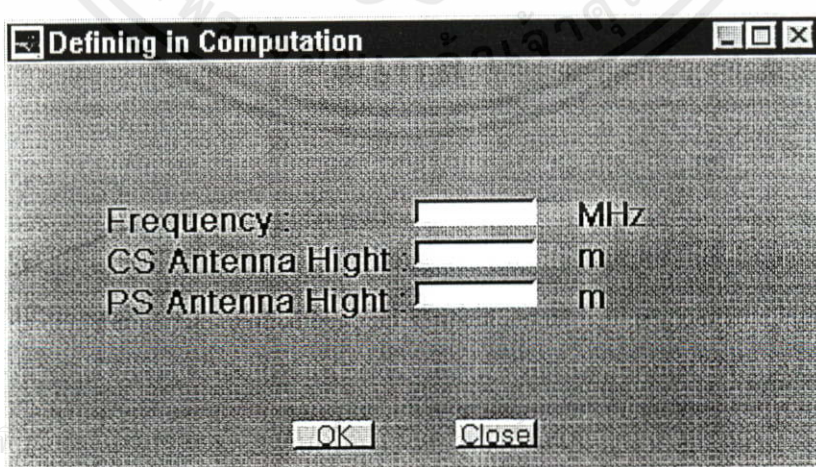 Defining in Computation
Frequency : MHz
CS Antenna Hight : m
PS Antenna Hight : m
OK Close